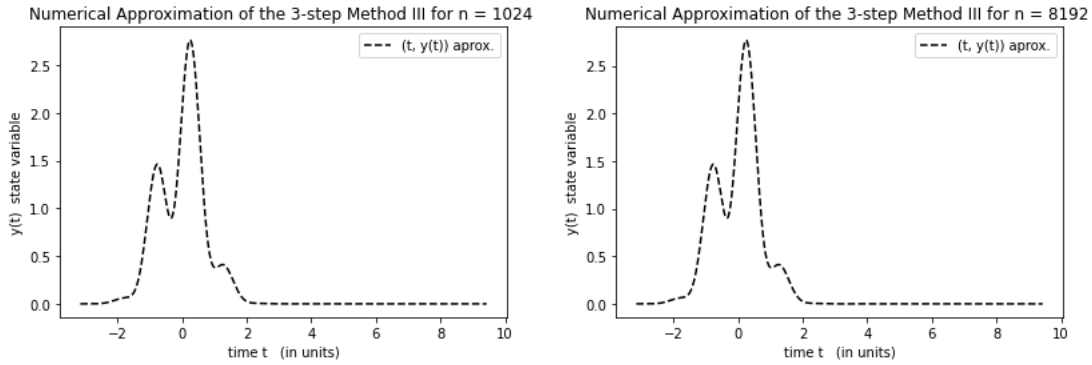 Numerical Approximation of the 3-step Method III for n = 1024
(t, y(t)) aprox.
2.5
2.0
1.5
1.0
0.5
0.0
y(t) state variable
−2 0 2 4 6 8 10
time t (in units)
Numerical Approximation of the 3-step Method III for n = 8192
(t, y(t)) aprox.
2.5
2.0
1.5
1.0
0.5
0.0
y(t) state variable
−2 0 2 4 6 8 10
time t (in units)